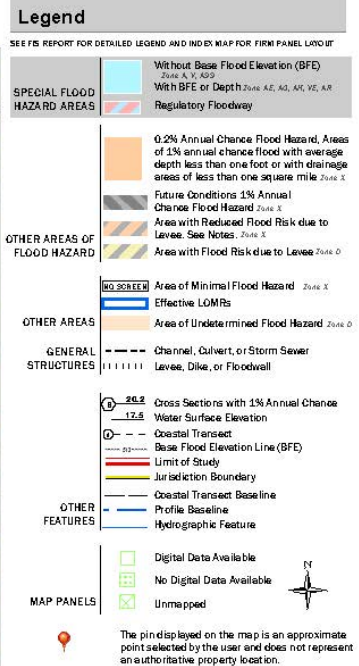 Legend
SEE FIS REPORT FOR DETAILED LEGEND AND INDEX MAP FOR FIRM PANEL LAYOUT
SPECIAL FLOOD
HAZARD AREAS
Without Base Flood Elevation (BFE)
Zone A, V, A99
With BFE or Depth Zone AE, AO, AH, VE, AR
Regulatory Floodway
OTHER AREAS OF
FLOOD HAZARD
0.2% Annual Chance Flood Hazard, Areas
of 1% annual chance flood with average
depth less than one foot or with drainage
areas of less than one square mile Zone X
Future Conditions 1% Annual
Chance Flood Hazard Zone X
Area with Reduced Flood Risk due to
Levee. See Notes. Zone X
Area with Flood Risk due to Levee Zone D
OTHER AREAS
NO SCREEN Area of Minimal Flood Hazard Zone X
Effective LOMRs
Area of Undetermined Flood Hazard Zone D
GENERAL
STRUCTURES
Channel, Culvert, or Storm Sewer
Levee, Dike, or Floodwall
OTHER
FEATURES
B 20.2 Cross Sections with 1% Annual Chance
17.5 Water Surface Elevation
Coastal Transect
Base Flood Elevation Line (BFE)
Limit of Study
Jurisdiction Boundary
Coastal Transect Baseline
Profile Baseline
Hydrographic Feature
MAP PANELS
Digital Data Available
No Digital Data Available
Unmapped
N
The pin displayed on the map is an approximate
point selected by the user and does not represent
an authoritative property location.